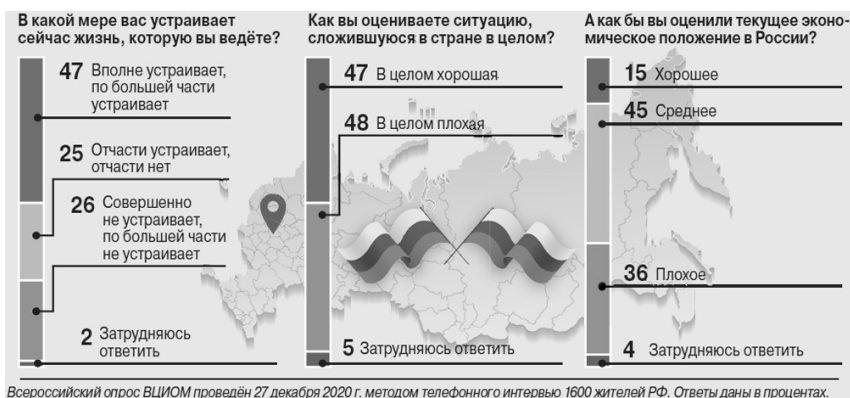 В какой мере вас устраивает
сейчас жизнь, которую вы ведёте?
47 Вполне устраивает,
по большей части
устраивает
25 Отчасти устраивает,
отчасти нет
26 Совершенно
не устраивает,
по большей части
не устраивает
2 Затрудняюсь
ответить
Как вы оцениваете ситуацию,
сложившуюся в стране в целом?
47 В целом хорошая
48 В целом плохая
5 Затрудняюсь ответить
А как бы вы оценили текущее эконо-
мическое положение в России?
15 Хорошее
45 Среднее
36 Плохое
4 Затрудняюсь ответить
Всероссийский опрос ВЦИОМ проведён 27 декабря 2020 г. методом телефонного интервью 1600 жителей РФ. Ответы даны в процентах.